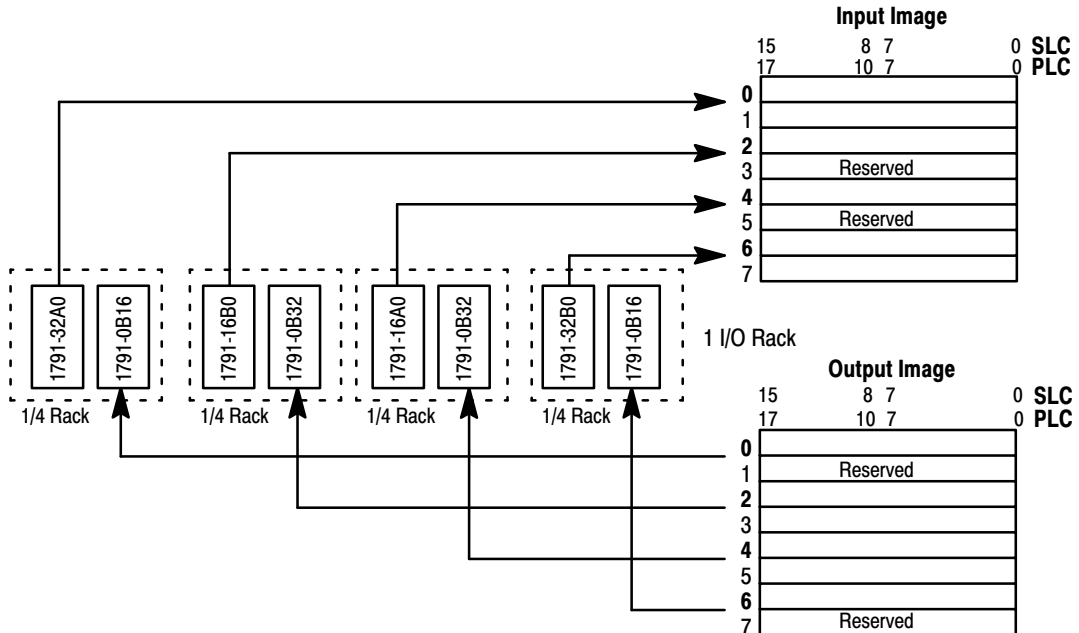 Input Image
15 8 7 0 SLC
17 10 7 0 PLC
0
1
2
3 Reserved
4
5 Reserved
6
7
1791-32A0
1791-0B16
1791-16B0
1791-0B32
1791-16A0
1791-0B32
1791-32B0
1791-0B16
1 I/O Rack
1/4 Rack
1/4 Rack
1/4 Rack
1/4 Rack
Output Image
15 8 7 0 SLC
17 10 7 0 PLC
0
1 Reserved
2
3
4
5
6
7 Reserved